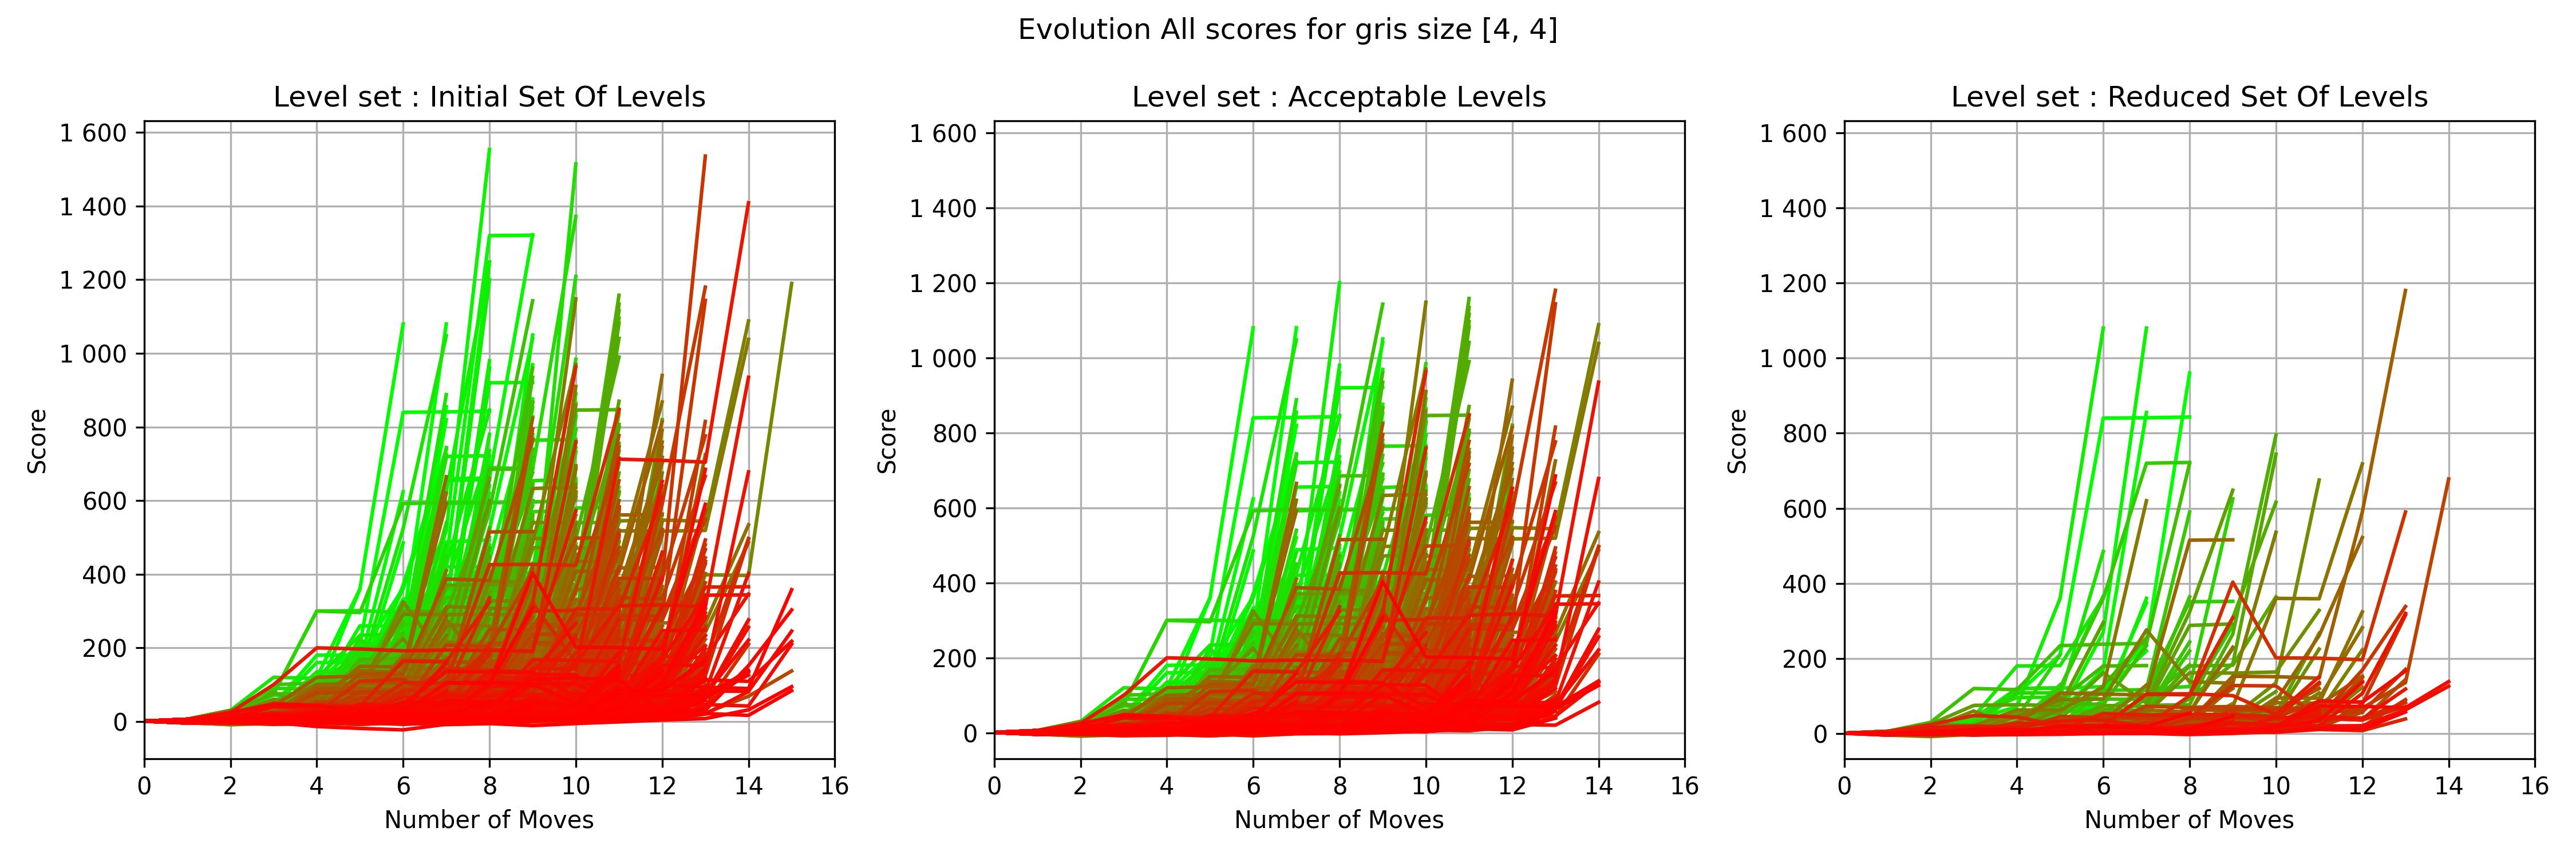 Evolution All scores for gris size [4, 4]
Level set : Initial Set Of Levels
1 600
1 400
1 200
1 000
800
600
400
200
0
Score
0 2 4 6 8 10 12 14 16
Number of Moves
Level set : Acceptable Levels
1 600
1 400
1 200
1 000
800
600
400
200
0
Score
0 2 4 6 8 10 12 14 16
Number of Moves
Level set : Reduced Set Of Levels
1 600
1 400
1 200
1 000
800
600
400
200
0
Score
0 2 4 6 8 10 12 14 16
Number of Moves